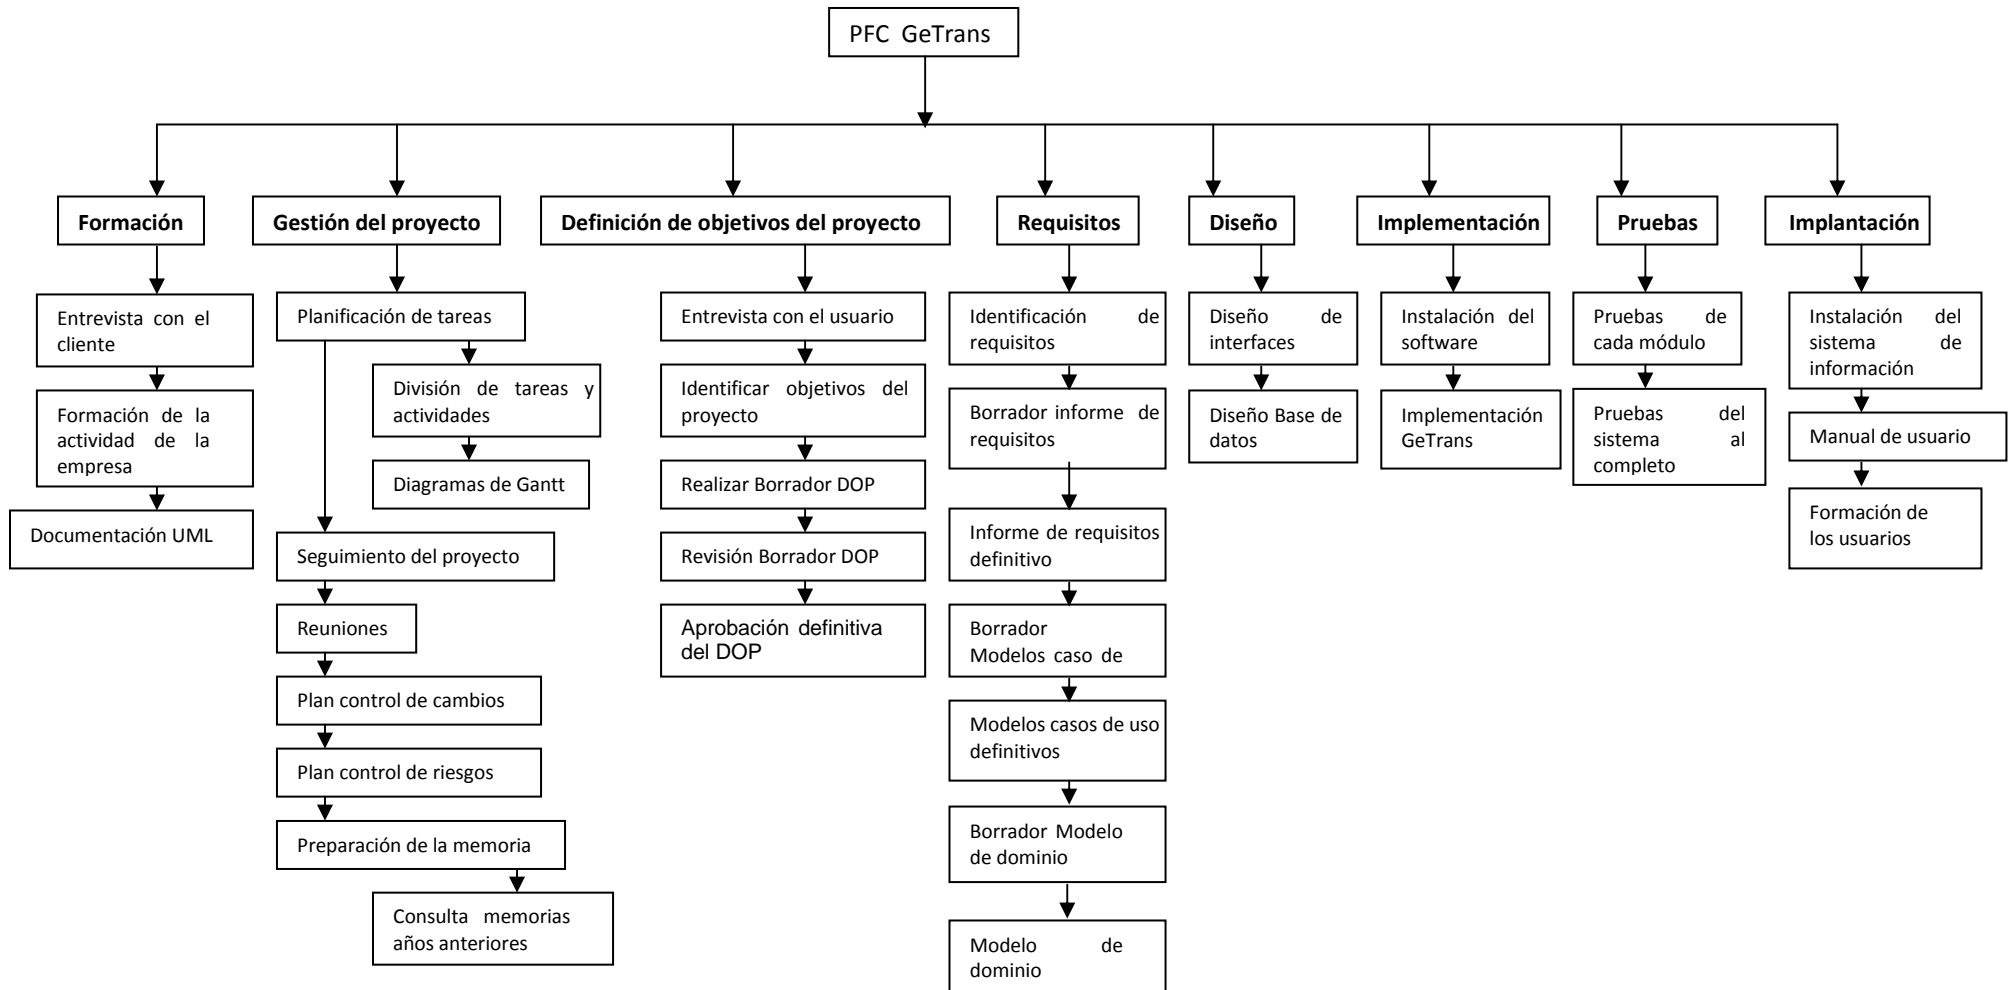 PFC GeTrans
Formación
Gestión del proyecto
Definición de objetivos del proyecto
Requisitos
Diseño
Implementación
Pruebas
Implantación
Entrevista con el
cliente
Formación de la
actividad de la
empresa
Documentación UML
Planificación de tareas
División de tareas y
actividades
Diagramas de Gantt
Seguimiento del proyecto
Reuniones
Plan control de cambios
Plan control de riesgos
Preparación de la memoria
Consulta memorias
años anteriores
Entrevista con el usuario
Identificar objetivos del
proyecto
Realizar Borrador DOP
Revisión Borrador DOP
Aprobación definitiva
del DOP
Identificación de
requisitos
Borrador informe de
requisitos
Informe de requisitos
definitivo
Borrador
Modelos caso de
Modelos casos de uso
definitivos
Borrador Modelo
de dominio
Modelo de
dominio
Diseño de
interfaces
Diseño Base de
datos
Instalación del
software
Implementación
GeTrans
Pruebas de
cada módulo
Pruebas del
sistema al
completo
Instalación del
sistema de
información
Manual de usuario
Formación de
los usuarios